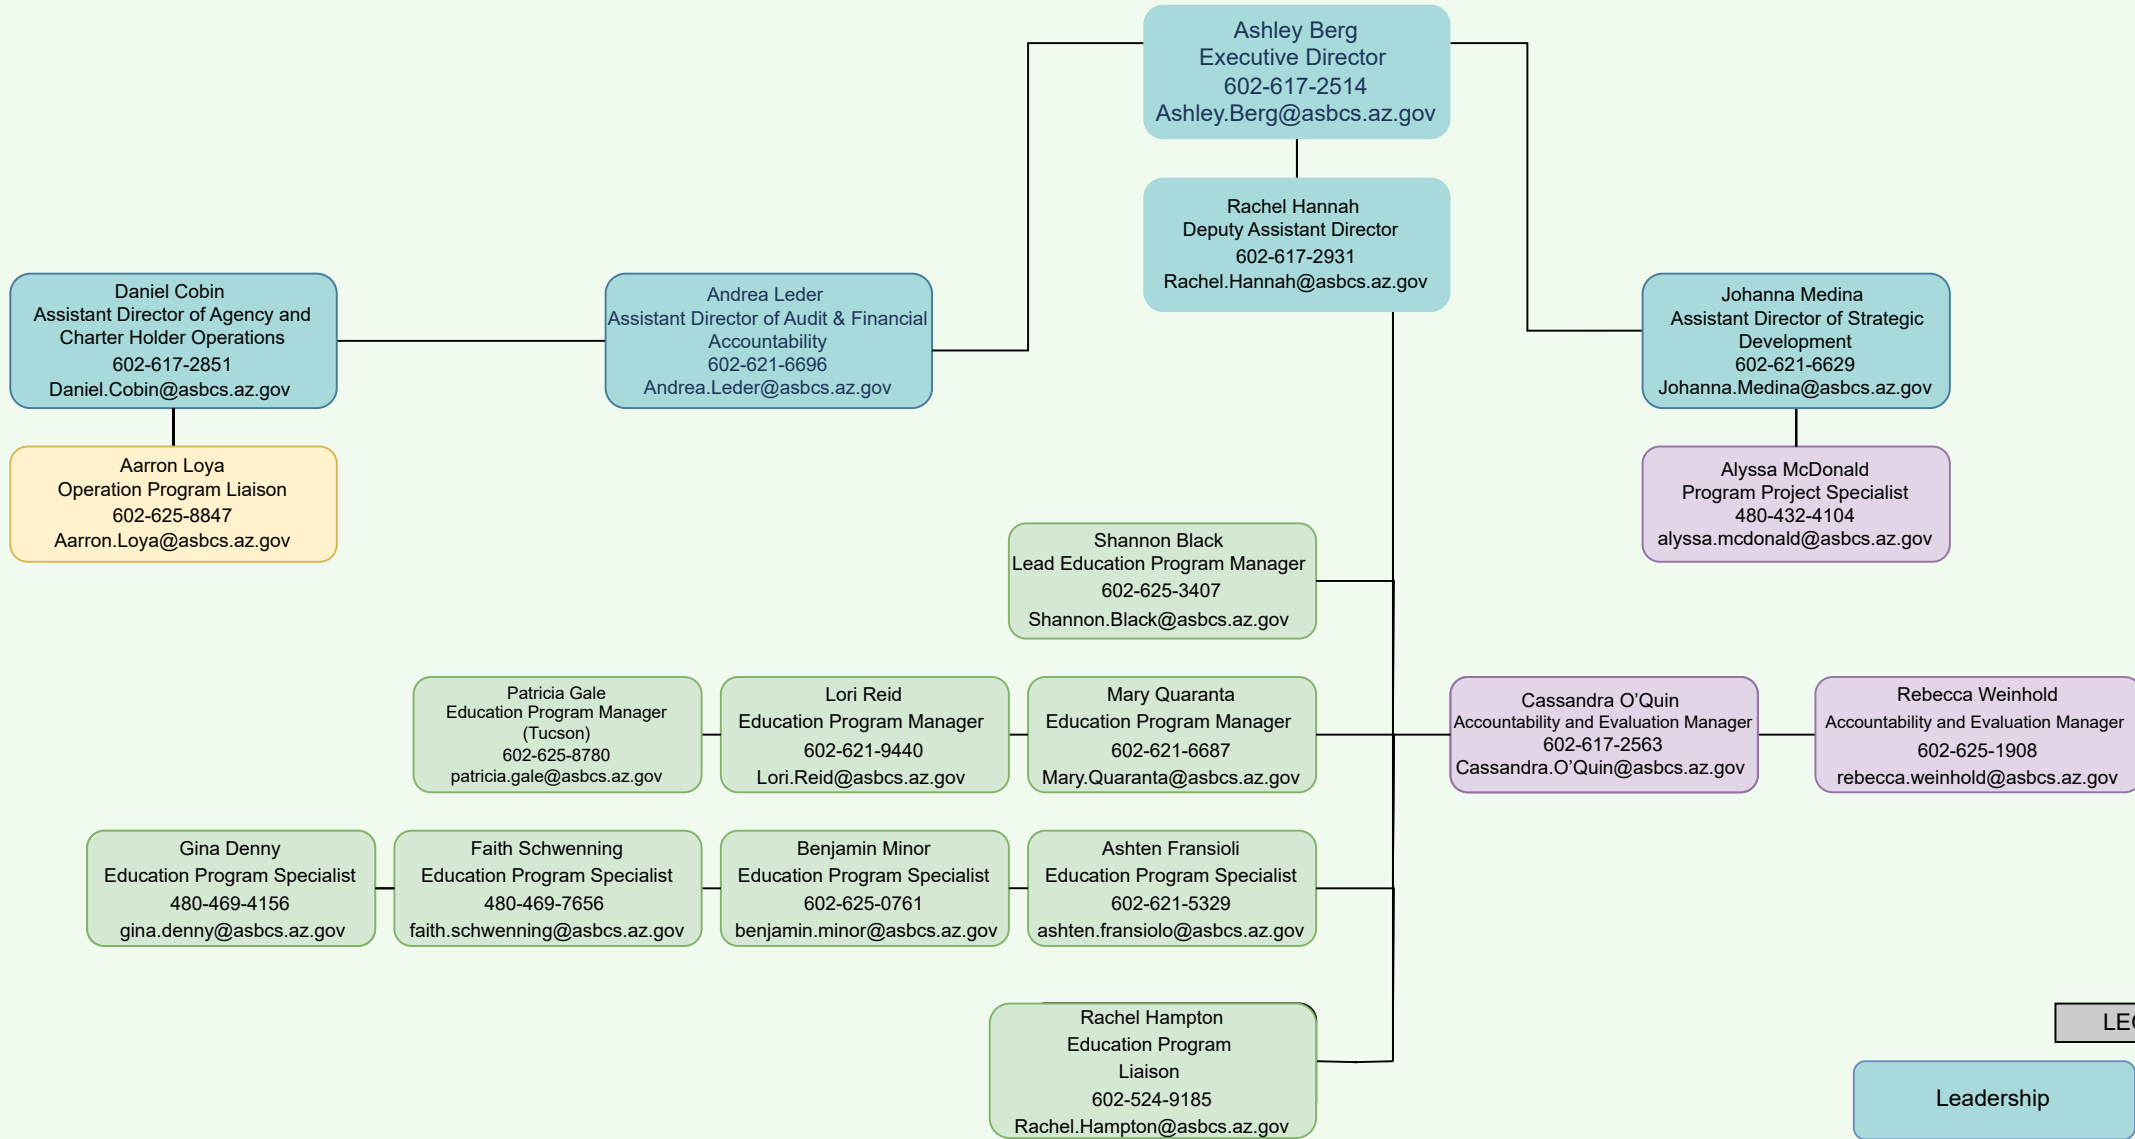 Ashley Berg
Executive Director
602-617-2514
Ashley.Berg@asbcs.az.gov
Rachel Hannah
Deputy Assistant Director
602-617-2931
Rachel.Hannah@asbcs.az.gov
Daniel Cobin
Assistant Director of Agency and
Charter Holder Operations
602-617-2851
Daniel.Cobin@asbcs.az.gov
Andrea Leder
Assistant Director of Audit & Financial
Accountability
602-621-6696
Andrea.Leder@asbcs.az.gov
Johanna Medina
Assistant Director of Strategic
Development
602-621-6629
Johanna.Medina@asbcs.az.gov
Aarron Loya
Operation Program Liaison
602-625-8847
Aarron.Loya@asbcs.az.gov
Alyssa McDonald
Program Project Specialist
480-432-4104
alyssa.mcdonald@asbcs.az.gov
Shannon Black
Lead Education Program Manager
602-625-3407
Shannon.Black@asbcs.az.gov
Patricia Gale
Education Program Manager
(Tucson)
602-625-8780
patricia.gale@asbcs.az.gov
Lori Reid
Education Program Manager
602-621-9440
Lori.Reid@asbcs.az.gov
Mary Quaranta
Education Program Manager
602-621-6687
Mary.Quaranta@asbcs.az.gov
Cassandra O’Quin
Accountability and Evaluation Manager
602-617-2563
Cassandra.O’Quin@asbcs.az.gov
Rebecca Weinhold
Accountability and Evaluation Manager
602-625-1908
rebecca.weinhold@asbcs.az.gov
Gina Denny
Education Program Specialist
480-469-4156
gina.denny@asbcs.az.gov
Faith Schwenning
Education Program Specialist
480-469-7656
faith.schwenning@asbcs.az.gov
Benjamin Minor
Education Program Specialist
602-625-0761
benjamin.minor@asbcs.az.gov
Ashten Fransioli
Education Program Specialist
602-621-5329
ashten.fransiolo@asbcs.az.gov
Rachel Hampton
Education Program
Liaison
602-524-9185
Rachel.Hampton@asbcs.az.gov
Leadership